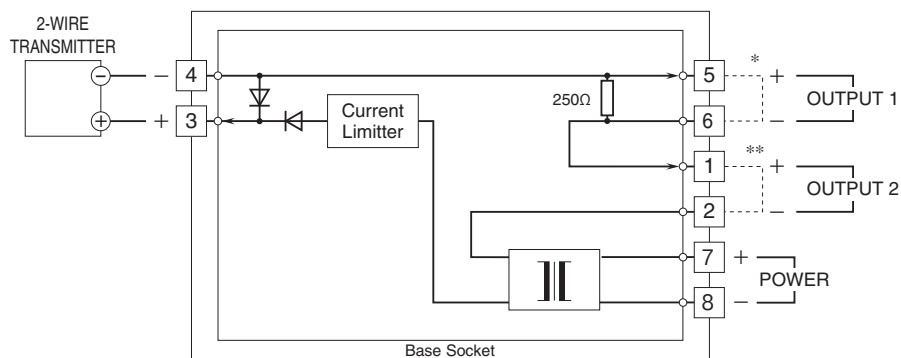 2-WIRE
TRANSMITTER
− − 4
+ + 3
Current
Limitter
250Ω
5 * +
OUTPUT 1
6 −
1 ** +
OUTPUT 2
2 −
7 +
POWER
8 −
Base Socket